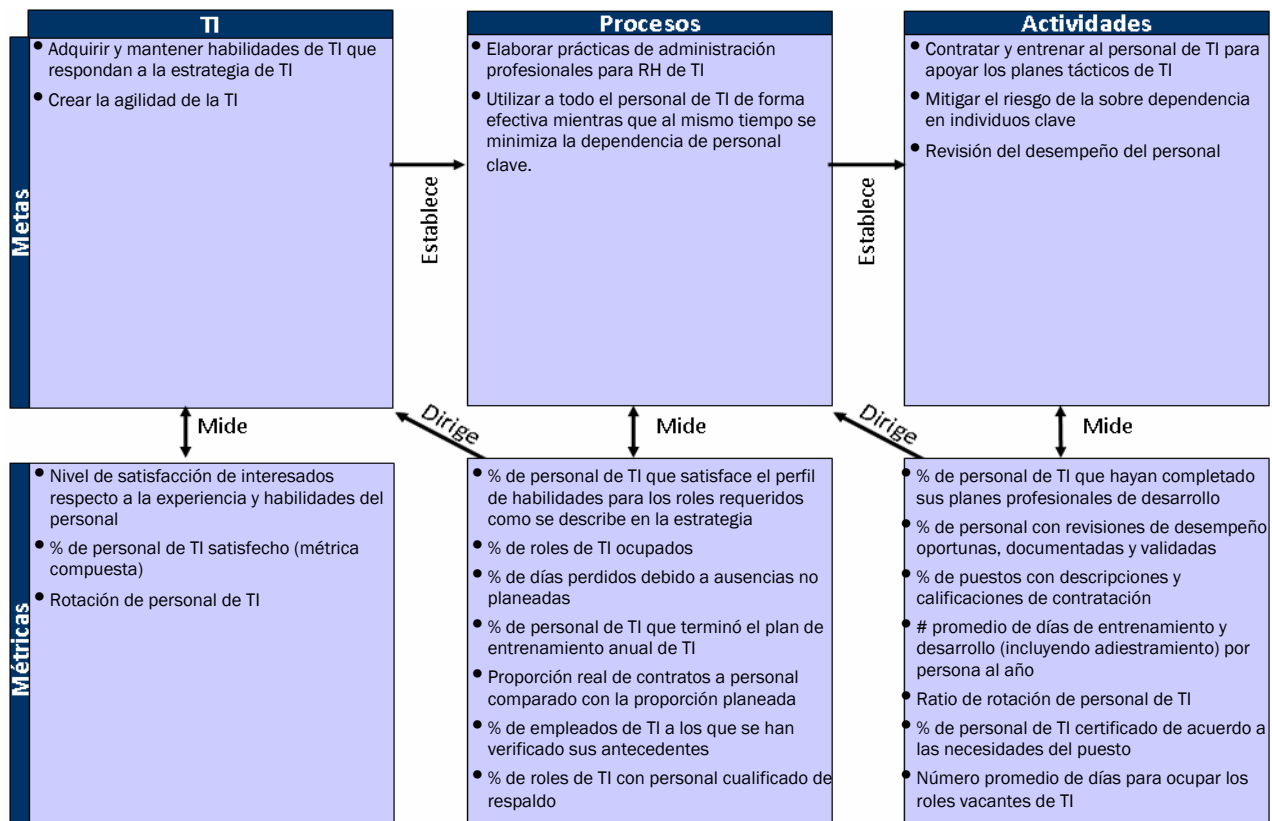 TI
Procesos
Actividades
Metas
• Adquirir y mantener habilidades de TI que
respondan a la estrategia de TI
• Crear la agilidad de la TI
Establece
• Elaborar prácticas de administración
profesionales para RH de TI
• Utilizar a todo el personal de TI de forma
efectiva mientras que al mismo tiempo se
minimiza la dependencia de personal
clave.
Establece
• Contratar y entrenar al personal de TI para
apoyar los planes tácticos de TI
• Mitigar el riesgo de la sobre dependencia
en individuos clave
• Revisión del desempeño del personal
Mide
Dirige
Mide
Dirige
Mide
Métricas
• Nivel de satisfacción de interesados
respecto a la experiencia y habilidades del
personal
• % de personal de TI satisfecho (métrica
compuesta)
• Rotación de personal de TI
• % de personal de TI que satisface el perfil
de habilidades para los roles requeridos
como se describe en la estrategia
• % de roles de TI ocupados
• % de días perdidos debido a ausencias no
planeadas
• % de personal de TI que terminó el plan de
entrenamiento anual de TI
• Proporción real de contratos a personal
comparado con la proporción planeada
• % de empleados de TI a los que se han
verificado sus antecedentes
• % de roles de TI con personal cualificado de
respaldo
• % de personal de TI que hayan completado
sus planes profesionales de desarrollo
• % de personal con revisiones de desempeño
oportunas, documentadas y validadas
• % de puestos con descripciones y
calificaciones de contratación
• # promedio de días de entrenamiento y
desarrollo (incluyendo adiestramiento) por
persona al año
• Ratio de rotación de personal de TI
• % de personal de TI certificado de acuerdo a
las necesidades del puesto
• Número promedio de días para ocupar los
roles vacantes de TI